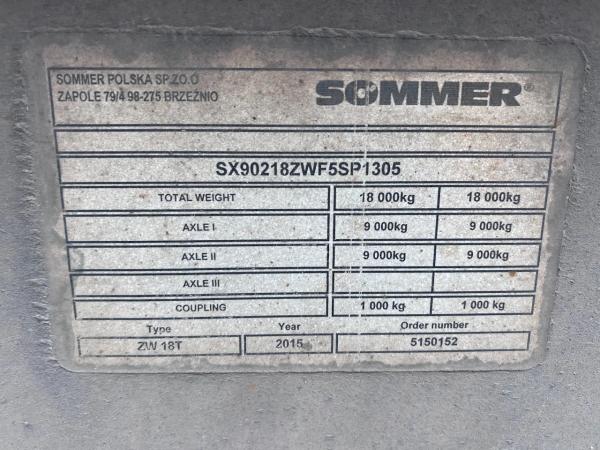 SOMMER POLSKA SP.ZO.O
ZAPOLE 79/4 98-275 BRZEŹNIO
SOMMER®
SX90218ZWF5SP1305
TOTAL WEIGHT 18 000kg 18 000kg
AXLE I 9 000kg 9 000kg
AXLE II 9 000kg 9 000kg
AXLE III
COUPLING 1 000 kg 1 000 kg
Type Year Order number
ZW 18T 2015 5150152